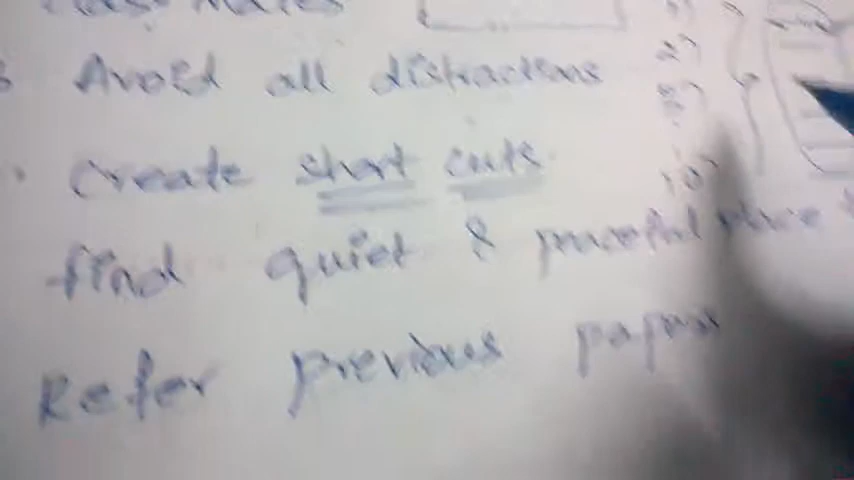 Avoid all distractions
Create short cuts
find quiet & peaceful place
Refer previous papers